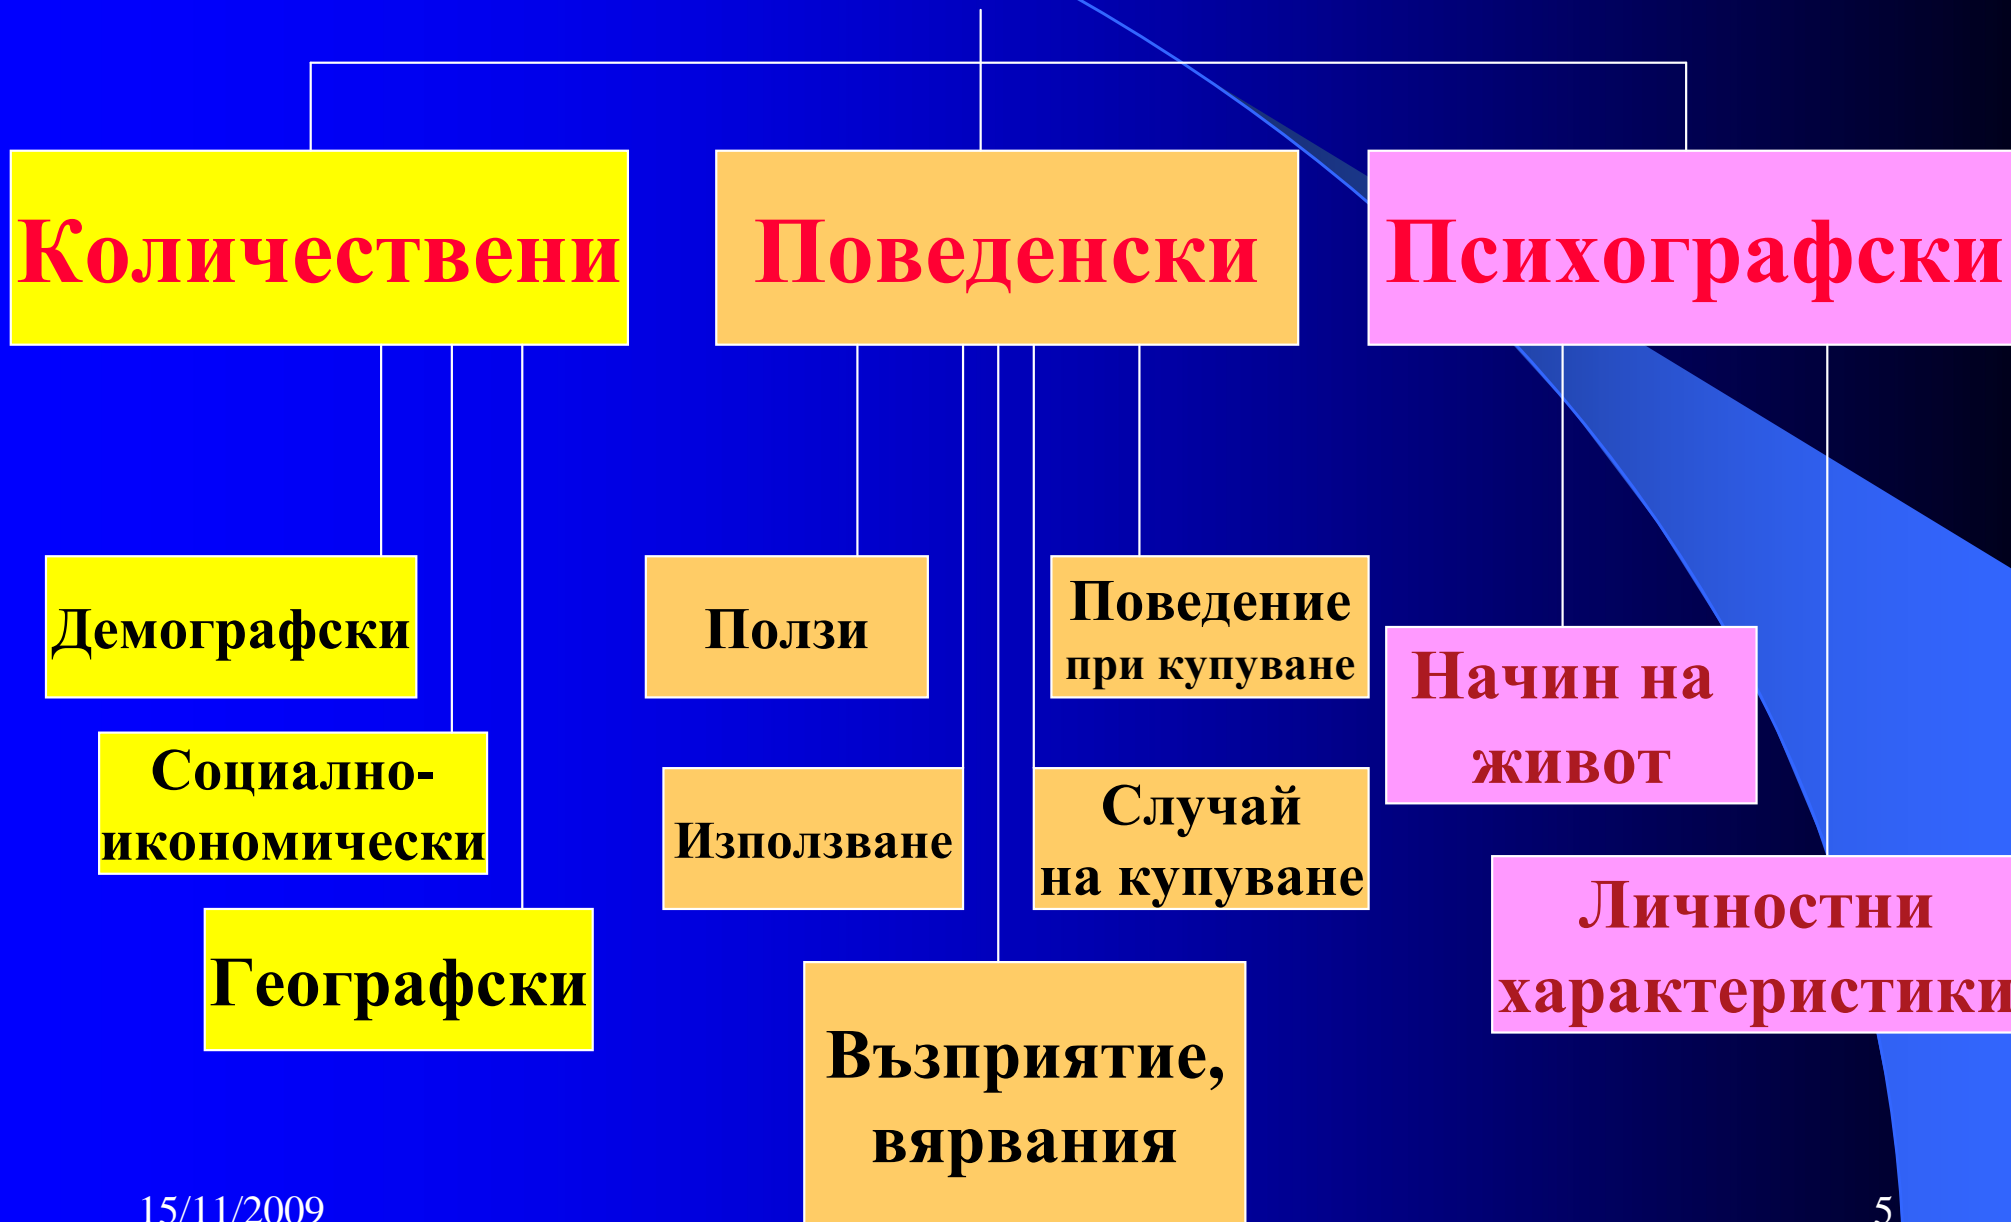 Количествени
Поведенски
Психографски
Демографски
Социално-
икономически
Географски
Ползи
Поведение
при купуване
Използване
Случай
на купуване
Възприятие,
вярвания
Начин на
живот
Личностни
характеристики
15/11/2009
5